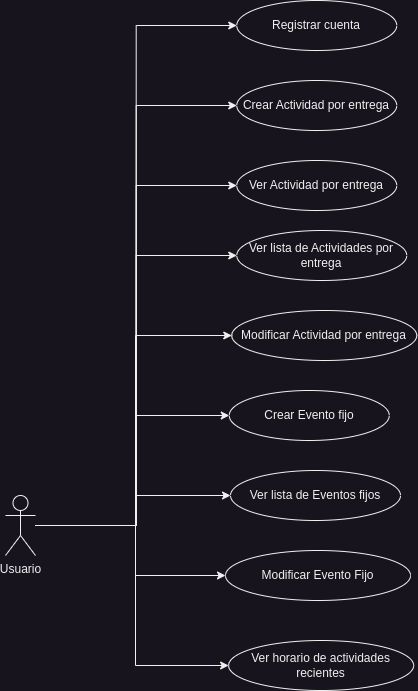 Registrar cuenta
Crear Actividad por entrega
Ver Actividad por entrega
Ver lista de Actividades por
entrega
Modificar Actividad por entrega
Crear Evento fijo
Ver lista de Eventos fijos
Usuario
Modificar Evento Fijo
Ver horario de actividades
recientes